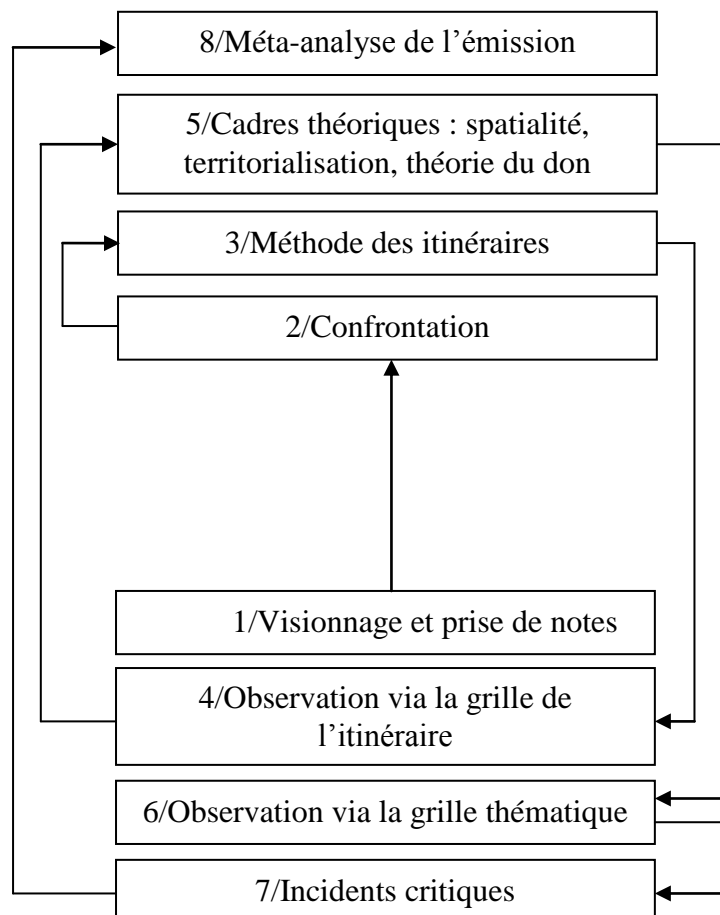 8/Méta-analyse de l’émission
5/Cadres théoriques : spatialité,
territorialisation, théorie du don
3/Méthode des itinéraires
2/Confrontation
1/Visionnage et prise de notes
4/Observation via la grille de
l’itinéraire
6/Observation via la grille thématique
7/Incidents critiques